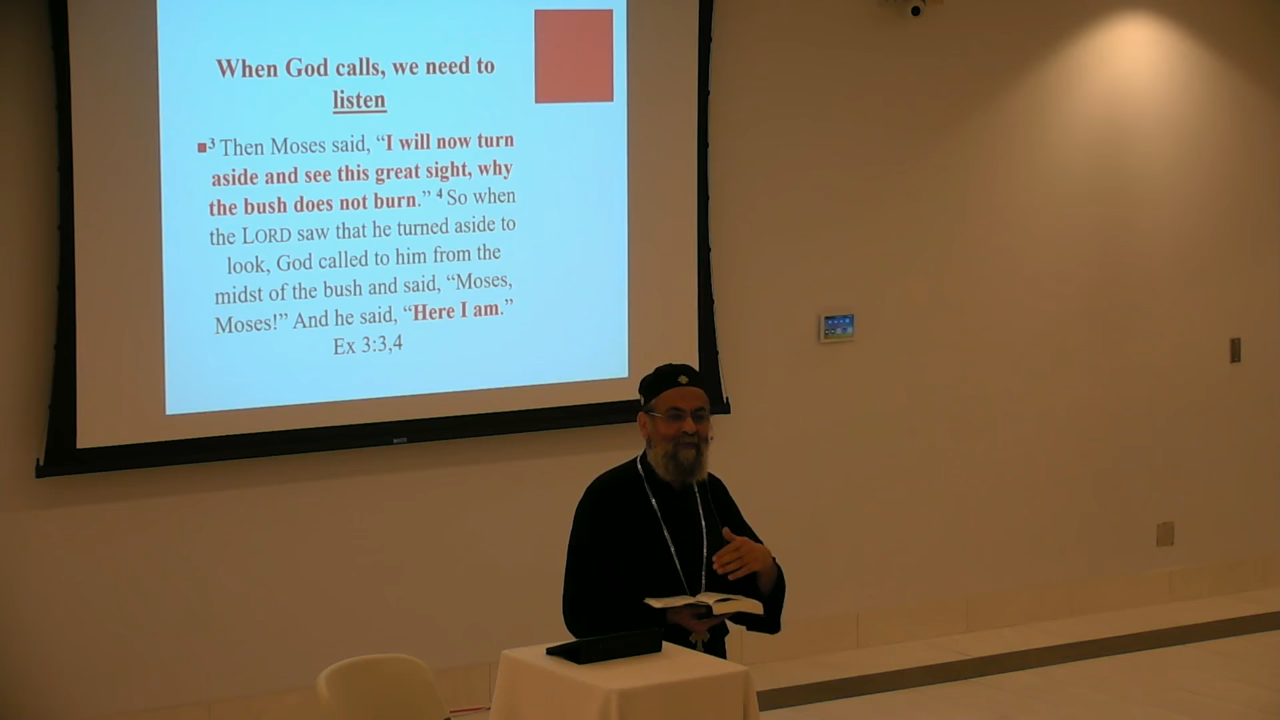 When God calls, we need to
listen
3 Then Moses said, “I will now turn
aside and see this great sight, why
the bush does not burn.” 4 So when
the LORD saw that he turned aside to
look, God called to him from the
midst of the bush and said, “Moses,
Moses!” And he said, “Here I am.”
Ex 3:3,4